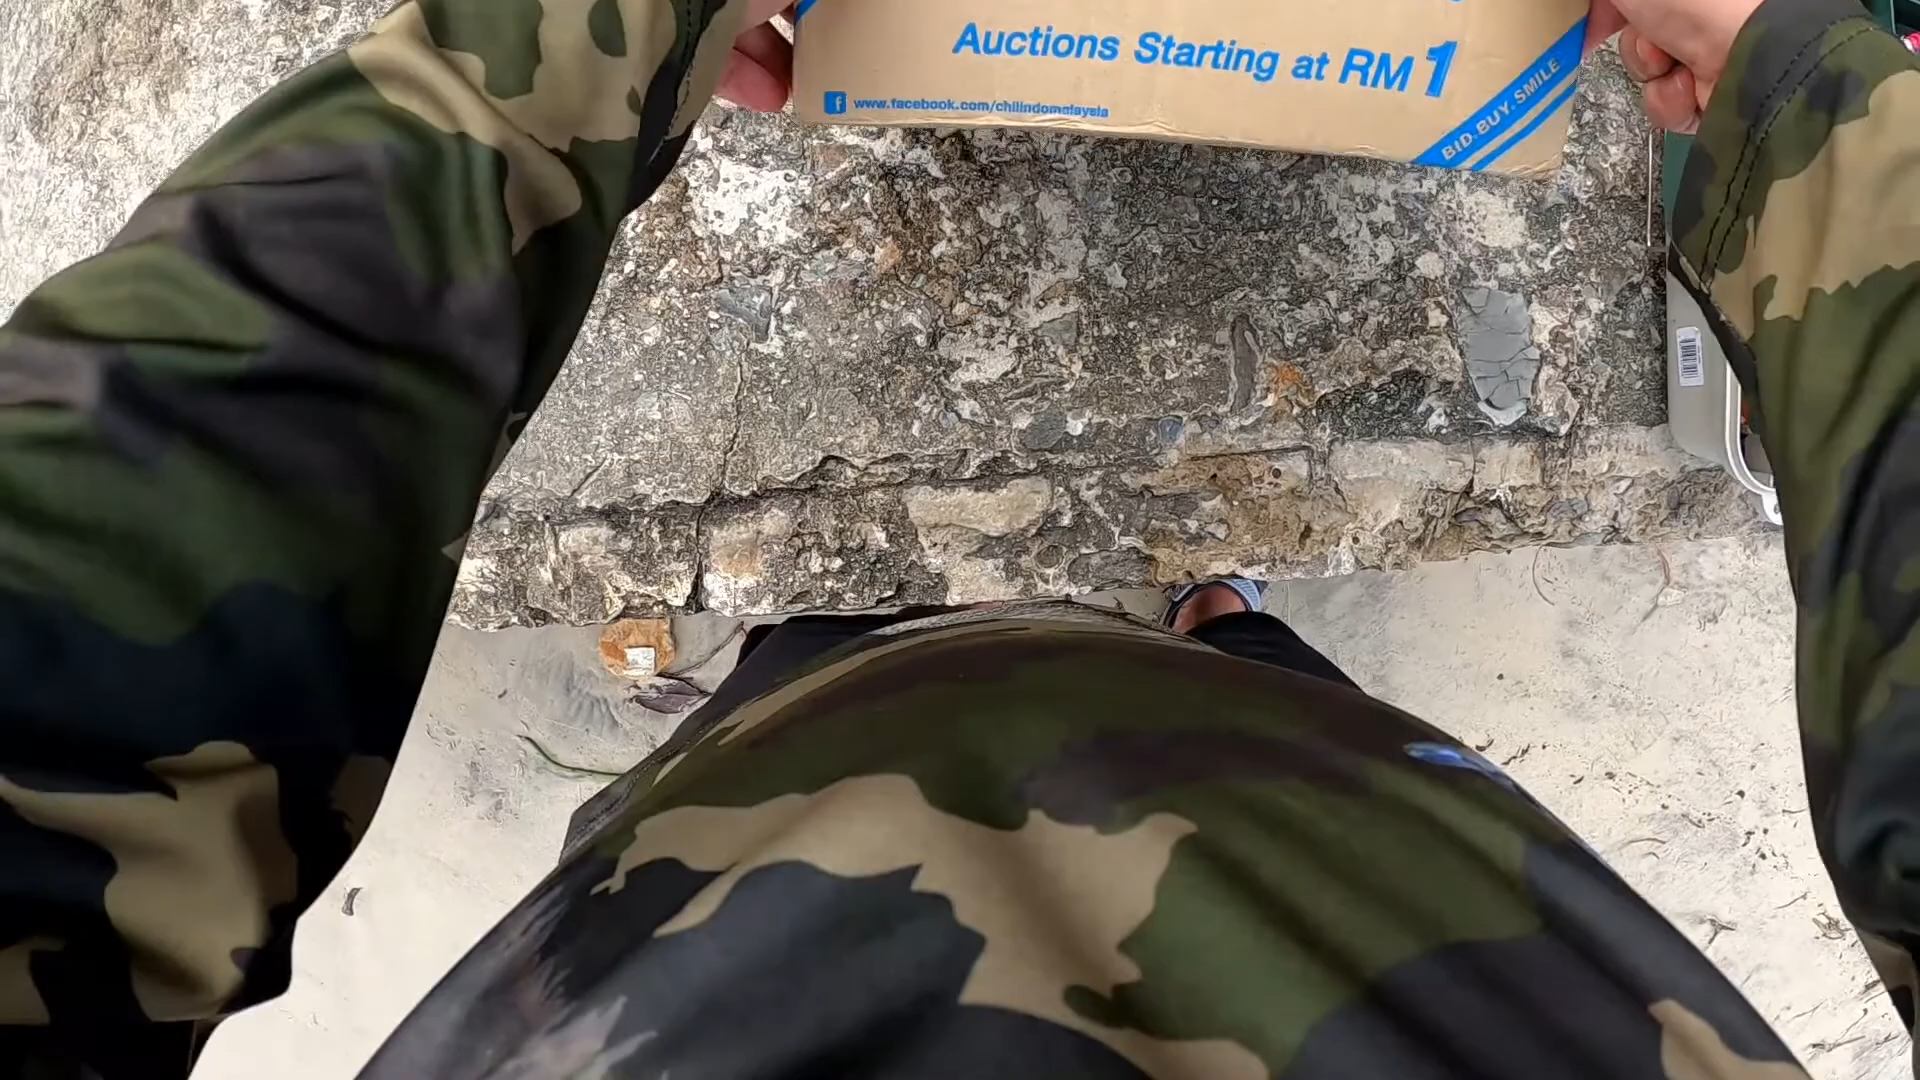 Auctions Starting at RM 1
www.facebook.com/chilindomalaysia
BID.BUY.SMILE